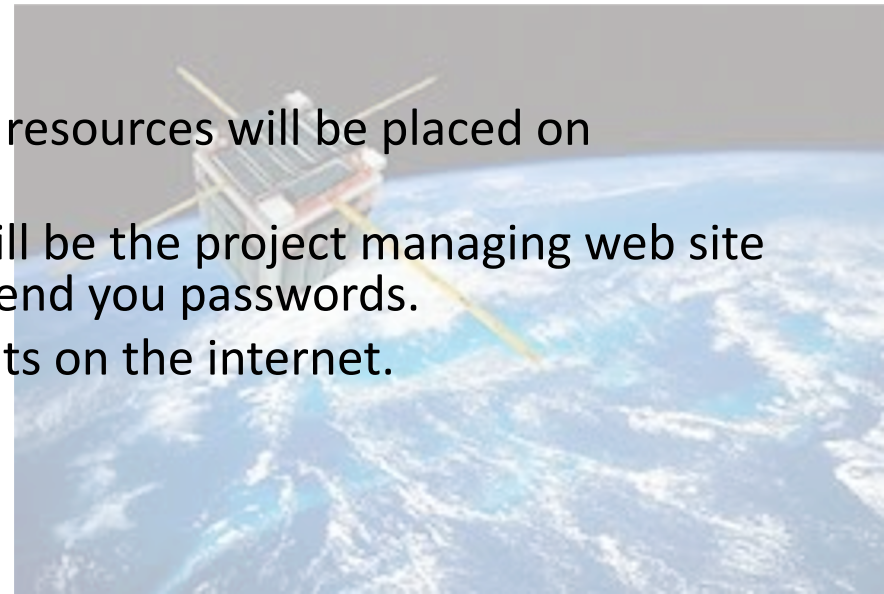 resources will be placed on
ill be the project managing web site
end you passwords.
ts on the internet.